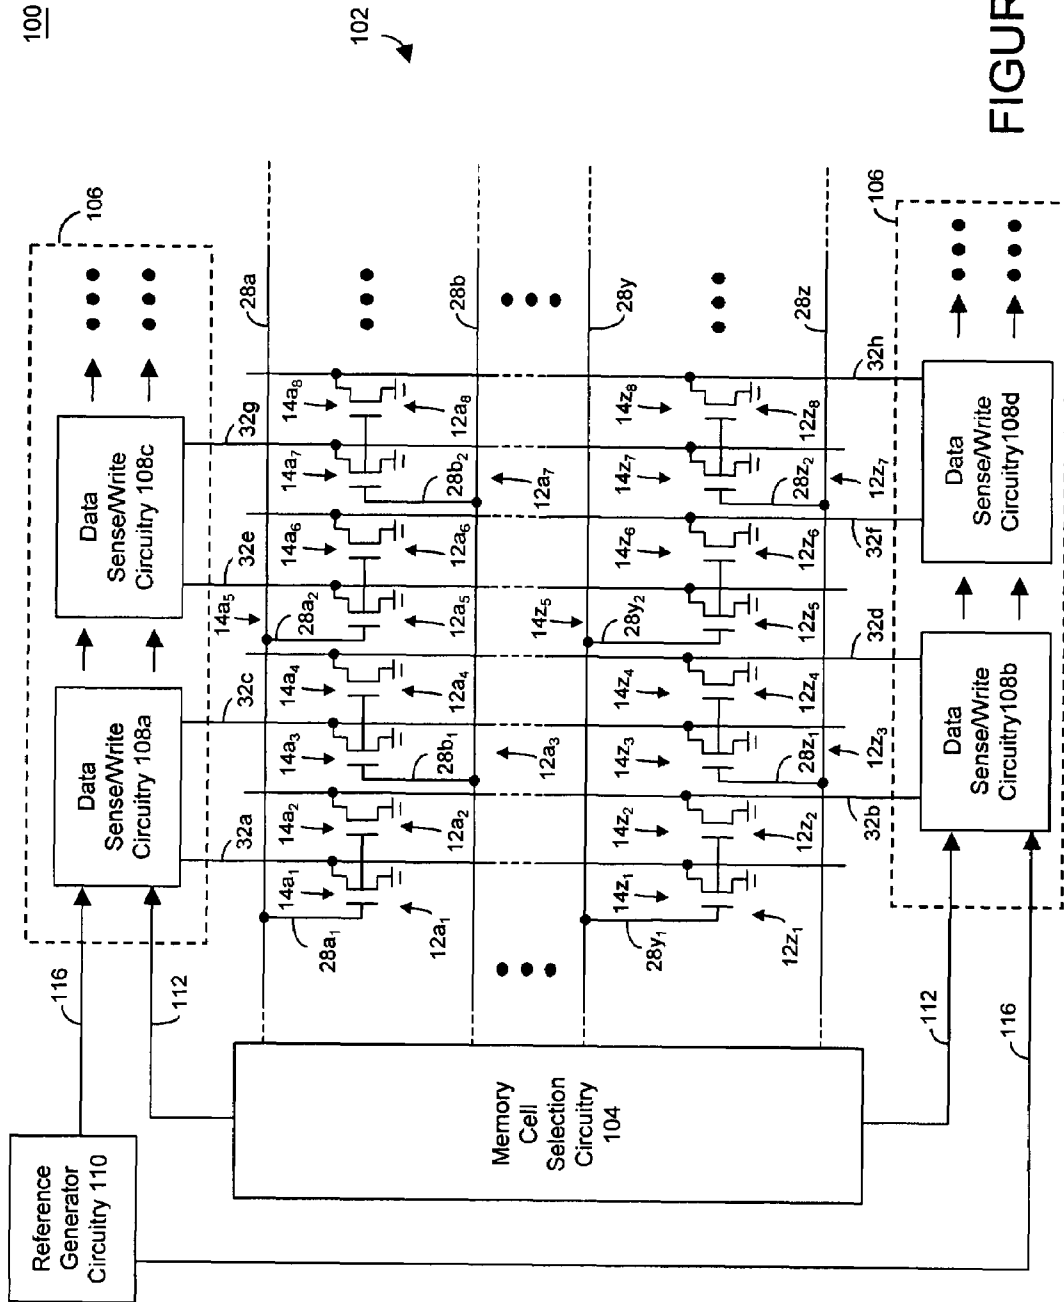 100
102
FIGUR
106
Data
Sense/Write
Circuitry 108a
Data
Sense/Write
Circuitry 108c
116
112
32a
32c
32e
32g
28a
14a₁
14a₂
14a₃
14a₄
14a₅
14a₆
14a₇
14a₈
28a₁
28a₂
12a₁
12a₂
28b₁
12a₃
12a₄
12a₅
12a₆
28b₂
12a₇
12a₈
28b
28y
14z₁
14z₂
14z₃
14z₄
14z₅
14z₆
14z₇
14z₈
28y₁
28y₂
12z₁
12z₂
28z₁
12z₃
12z₄
12z₅
12z₆
28z₂
12z₇
12z₈
28z
32b
32d
32f
32h
106
Data
Sense/Write
Circuitry108b
Data
Sense/Write
Circuitry108d
112
116
Memory
Cell
Selection
Circuitry
104
Reference
Generator
Circuitry 110